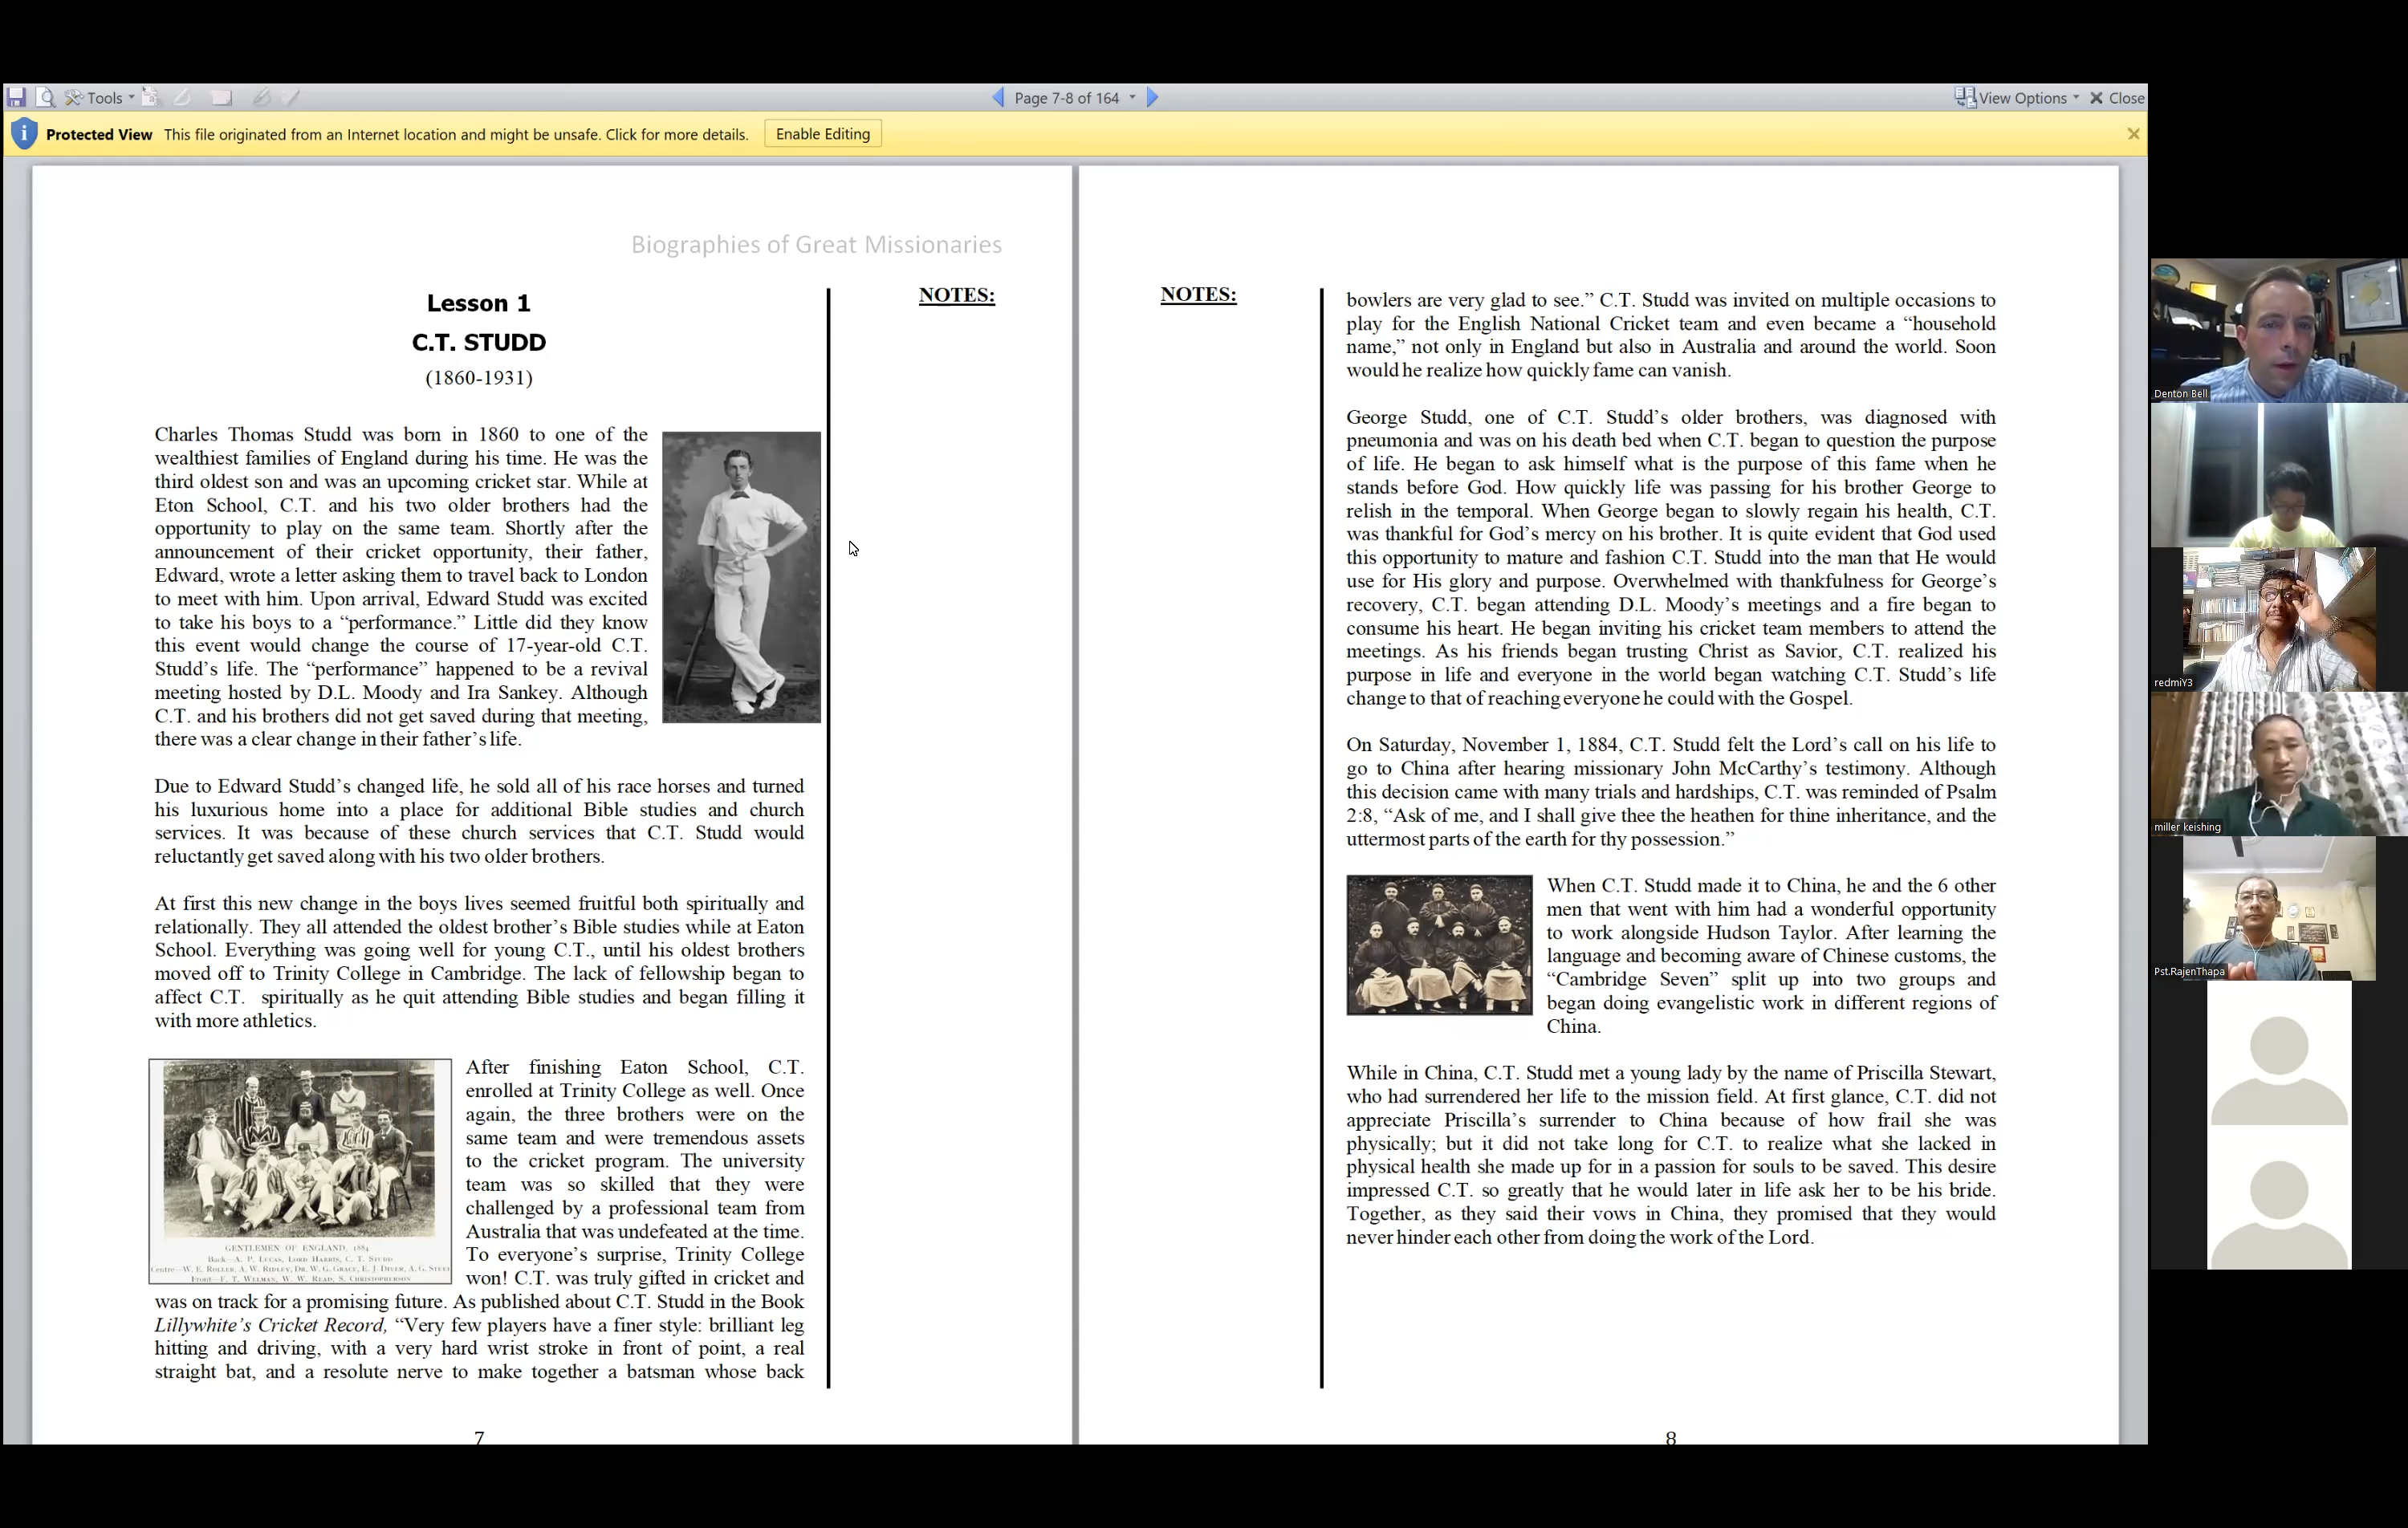 Tools
Page 7-8 of 164
View Options
Close
Protected View This file originated from an Internet location and might be unsafe. Click for more details. Enable Editing
Biographies of Great Missionaries
Lesson 1
C.T. STUDD
(1860-1931)
NOTES:
Charles Thomas Studd was born in 1860 to one of the
wealthiest families of England during his time. He was the
third oldest son and was an upcoming cricket star. While at
Eton School, C.T. and his two older brothers had the
opportunity to play on the same team. Shortly after the
announcement of their cricket opportunity, their father,
Edward, wrote a letter asking them to travel back to London
to meet with him. Upon arrival, Edward Studd was excited
to take his boys to a “performance.” Little did they know
this event would change the course of 17-year-old C.T.
Studd’s life. The “performance” happened to be a revival
meeting hosted by D.L. Moody and Ira Sankey. Although
C.T. and his brothers did not get saved during that meeting,
there was a clear change in their father’s life.
Due to Edward Studd’s changed life, he sold all of his race horses and turned
his luxurious home into a place for additional Bible studies and church
services. It was because of these church services that C.T. Studd would
reluctantly get saved along with his two older brothers.
At first this new change in the boys lives seemed fruitful both spiritually and
relationally. They all attended the oldest brother’s Bible studies while at Eaton
School. Everything was going well for young C.T., until his oldest brothers
moved off to Trinity College in Cambridge. The lack of fellowship began to
affect C.T. spiritually as he quit attending Bible studies and began filling it
with more athletics.
GENTLEMEN OF ENGLAND, 1884
Back—A. P. Lucas, Lord Harris, C. T. Studd
Centre—W. E. Roller, A. W. Ridley, Dr. W. G. Grace, E. J. Diver, A. G. Steel
Front—F. T. Welman, W. W. Read, S. Christopherson
After finishing Eaton School, C.T.
enrolled at Trinity College as well. Once
again, the three brothers were on the
same team and were tremendous assets
to the cricket program. The university
team was so skilled that they were
challenged by a professional team from
Australia that was undefeated at the time.
To everyone’s surprise, Trinity College
won! C.T. was truly gifted in cricket and
was on track for a promising future. As published about C.T. Studd in the Book
Lillywhite’s Cricket Record, “Very few players have a finer style: brilliant leg
hitting and driving, with a very hard wrist stroke in front of point, a real
straight bat, and a resolute nerve to make together a batsman whose back
7
NOTES:
bowlers are very glad to see.” C.T. Studd was invited on multiple occasions to
play for the English National Cricket team and even became a “household
name,” not only in England but also in Australia and around the world. Soon
would he realize how quickly fame can vanish.
George Studd, one of C.T. Studd’s older brothers, was diagnosed with
pneumonia and was on his death bed when C.T. began to question the purpose
of life. He began to ask himself what is the purpose of this fame when he
stands before God. How quickly life was passing for his brother George to
relish in the temporal. When George began to slowly regain his health, C.T.
was thankful for God’s mercy on his brother. It is quite evident that God used
this opportunity to mature and fashion C.T. Studd into the man that He would
use for His glory and purpose. Overwhelmed with thankfulness for George’s
recovery, C.T. began attending D.L. Moody’s meetings and a fire began to
consume his heart. He began inviting his cricket team members to attend the
meetings. As his friends began trusting Christ as Savior, C.T. realized his
purpose in life and everyone in the world began watching C.T. Studd’s life
change to that of reaching everyone he could with the Gospel.
On Saturday, November 1, 1884, C.T. Studd felt the Lord’s call on his life to
go to China after hearing missionary John McCarthy’s testimony. Although
this decision came with many trials and hardships, C.T. was reminded of Psalm
2:8, “Ask of me, and I shall give thee the heathen for thine inheritance, and the
uttermost parts of the earth for thy possession.”
When C.T. Studd made it to China, he and the 6 other
men that went with him had a wonderful opportunity
to work alongside Hudson Taylor. After learning the
language and becoming aware of Chinese customs, the
“Cambridge Seven” split up into two groups and
began doing evangelistic work in different regions of
China.
While in China, C.T. Studd met a young lady by the name of Priscilla Stewart,
who had surrendered her life to the mission field. At first glance, C.T. did not
appreciate Priscilla’s surrender to China because of how frail she was
physically; but it did not take long for C.T. to realize what she lacked in
physical health she made up for in a passion for souls to be saved. This desire
impressed C.T. so greatly that he would later in life ask her to be his bride.
Together, as they said their vows in China, they promised that they would
never hinder each other from doing the work of the Lord.
8
Denton Bell
redmiY3
miller keishing
Pst.RajenThapa